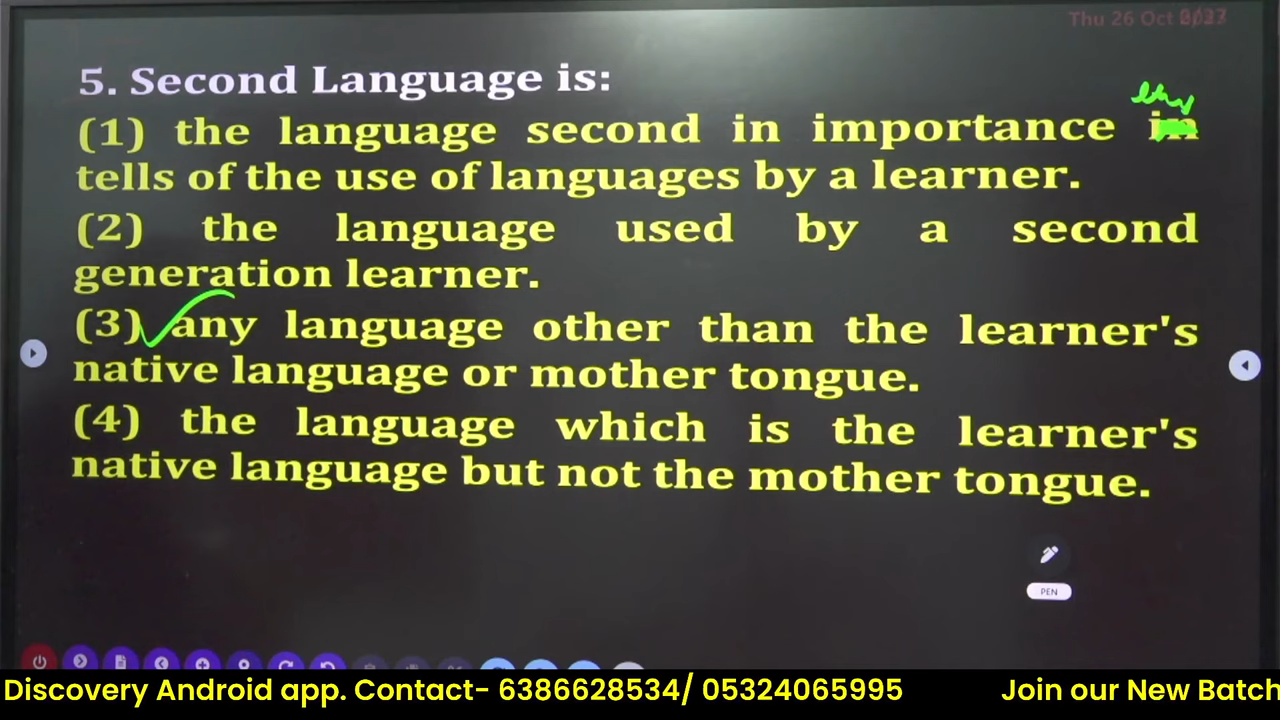 Thu 26 Oct
5. Second Language is:
(1) the language second in importance in
tells of the use of languages by a learner.
(2) the language used by a second
generation learner.
(3) any language other than the learner's
native language or mother tongue.
(4) the language which is the learner's
native language but not the mother tongue.
PEN
Discovery Android app. Contact- 6386628534/ 05324065995 Join our New Batch